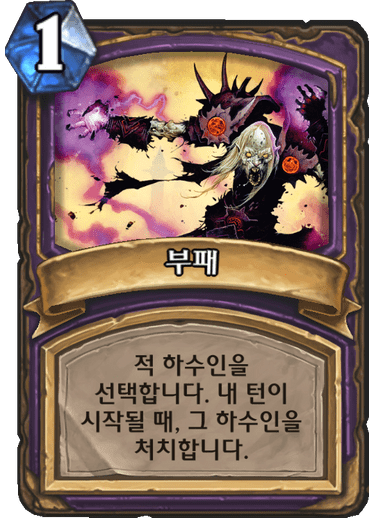 1
부패
적 하수인을
선택합니다. 내 턴이
시작될 때, 그 하수인을
처치합니다.